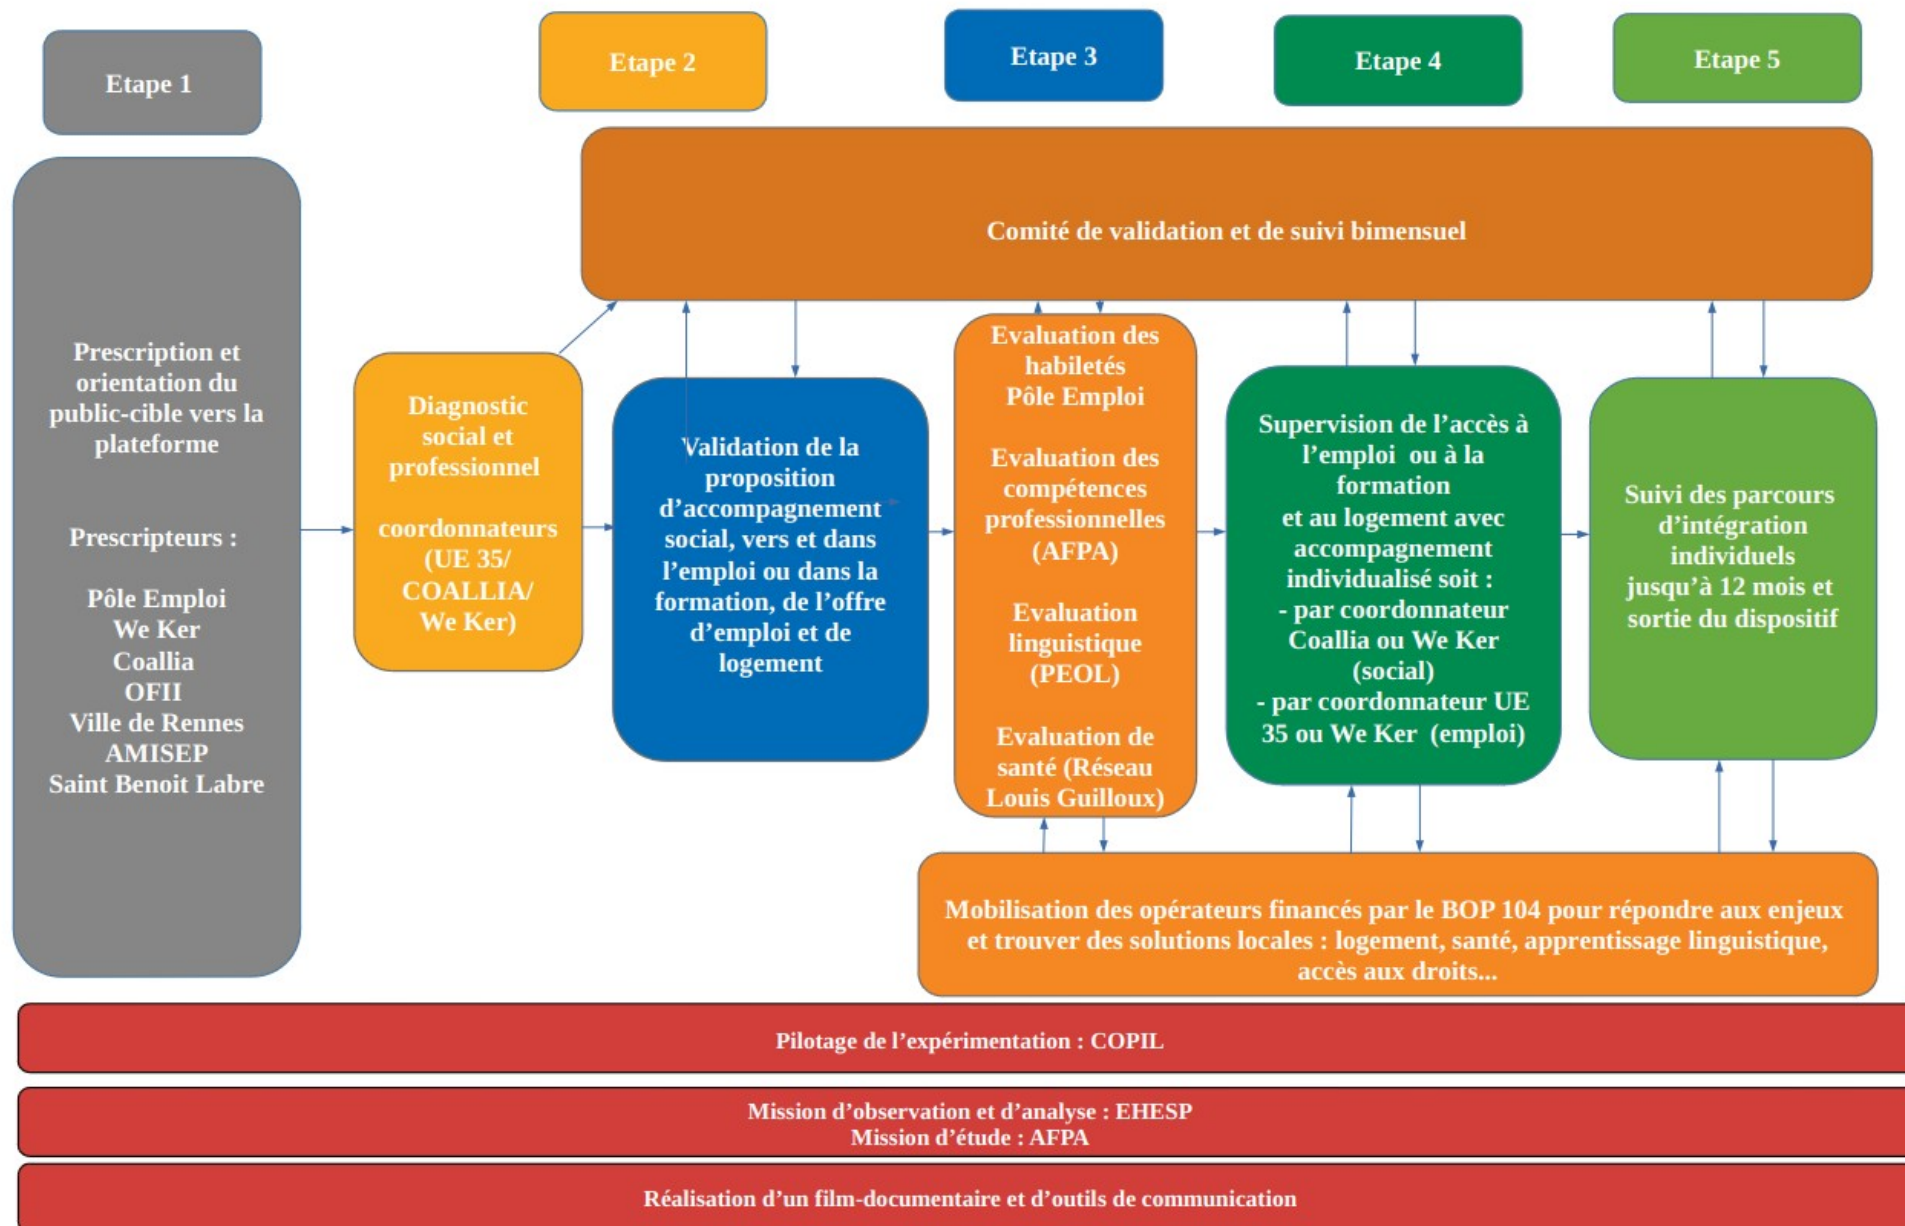 Etape 1
Etape 2
Etape 3
Etape 4
Etape 5
Comité de validation et de suivi bimensuel
Prescription et
orientation du
public-cible vers la
plateforme
Prescripteurs :
Pôle Emploi
We Ker
Coallia
OFII
Ville de Rennes
AMISEP
Saint Benoit Labre
Diagnostic
social et
professionnel
coordonnateurs
(UE 35/
COALLIA/
We Ker)
Validation de la
proposition
d’accompagnement
social, vers et dans
l’emploi ou dans la
formation, de l’offre
d’emploi et de
logement
Evaluation des
habiletés
Pôle Emploi
Evaluation des
compétences
professionnelles
(AFPA)
Evaluation
linguistique
(PEOL)
Evaluation de
santé (Réseau
Louis Guilloux)
Supervision de l’accès à
l’emploi ou à la
formation
et au logement avec
accompagnement
individualisé soit :
- par coordonnateur
Coallia ou We Ker
(social)
- par coordonnateur UE
35 ou We Ker (emploi)
Suivi des parcours
d’intégration
individuels
jusqu’à 12 mois et
sortie du dispositif
Mobilisation des opérateurs financés par le BOP 104 pour répondre aux enjeux
et trouver des solutions locales : logement, santé, apprentissage linguistique,
accès aux droits...
Pilotage de l’expérimentation : COPIL
Mission d’observation et d’analyse : EHESP
Mission d’étude : AFPA
Réalisation d’un film-documentaire et d’outils de communication